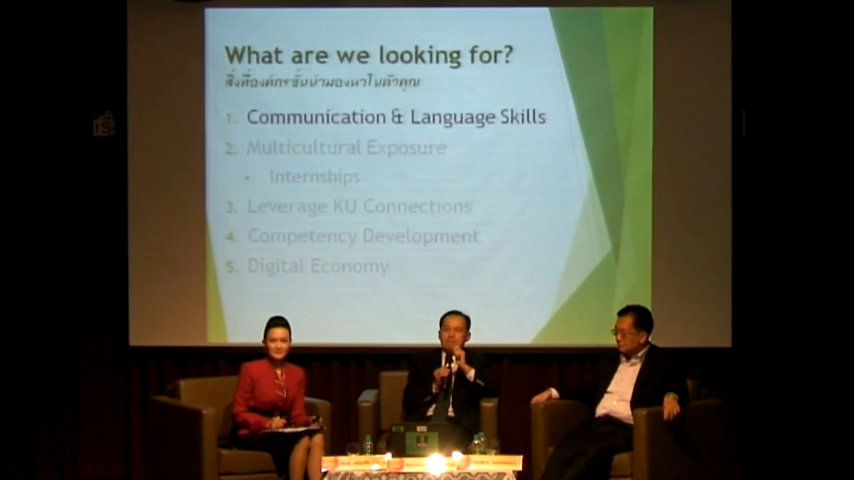 What are we looking for?
สิ่งที่องค์กรชั้นนำมองหาในตัวคุณ
1. Communication & Language Skills
2. Multicultural Exposure
• Internships
3. Leverage KU Connections
4. Competency Development
5. Digital Economy